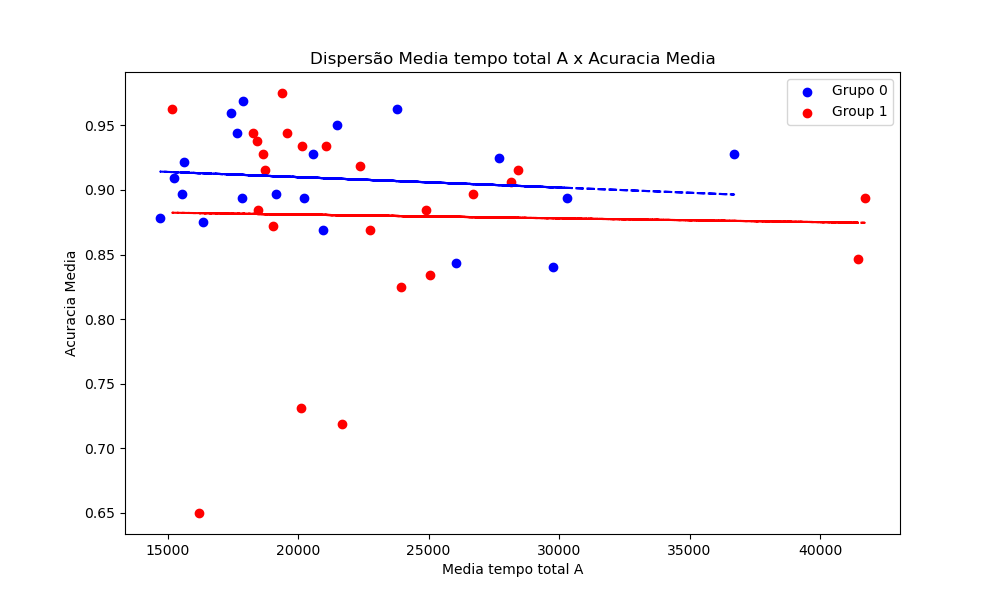 Dispersão Media tempo total A x Acuracia Media
Grupo 0
Group 1
Acuracia Media
0.95
0.90
0.85
0.80
0.75
0.70
0.65
15000 20000 25000 30000 35000 40000
Media tempo total A